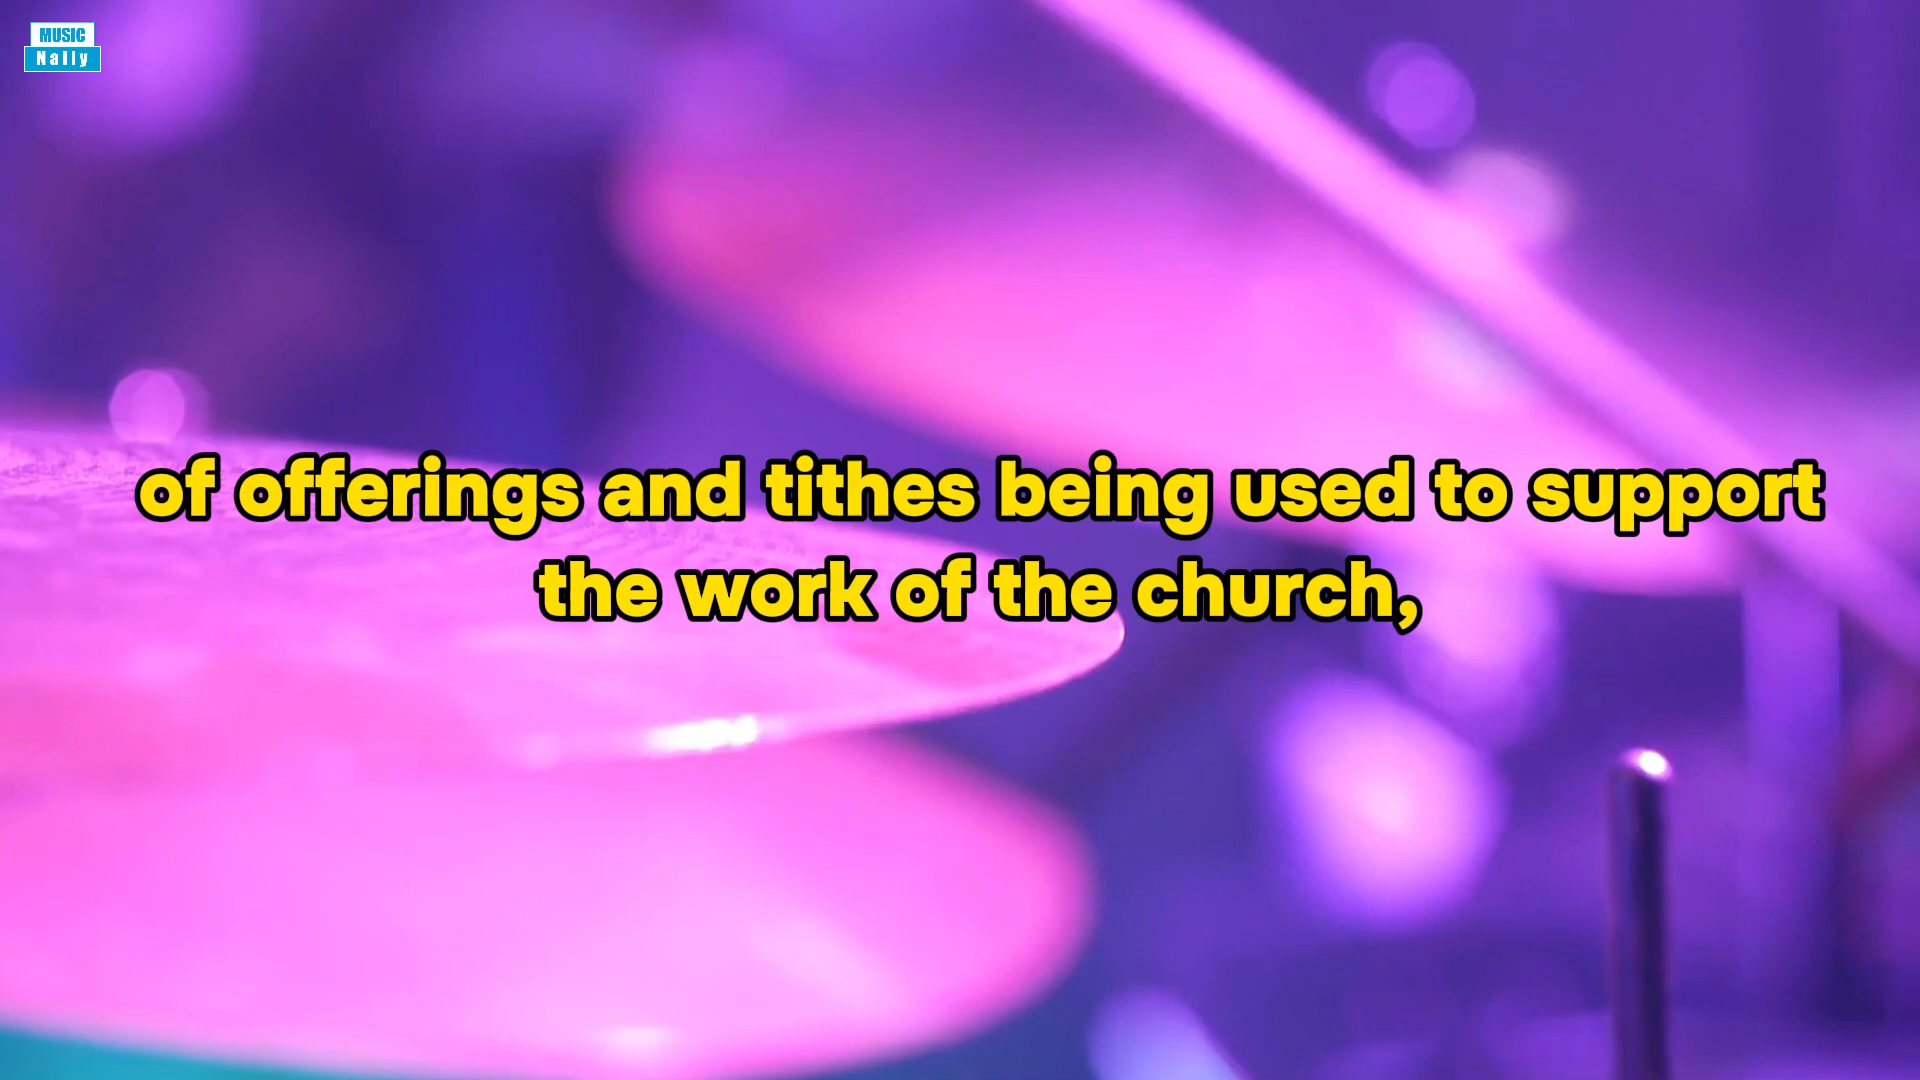 MUSIC
Nally
of offerings and tithes being used to support
the work of the church,